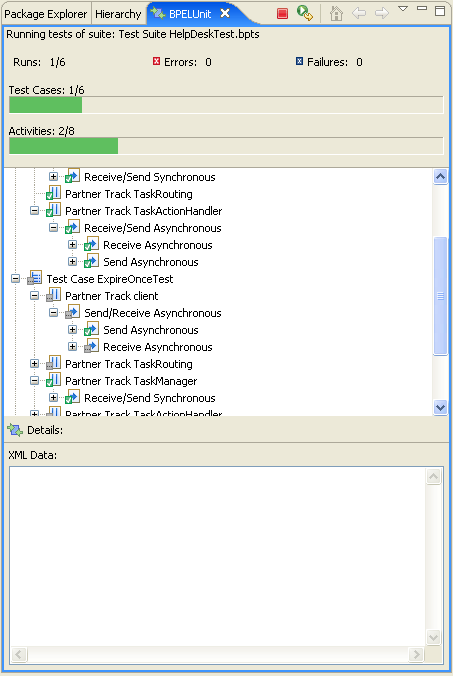 Package Explorer Hierarchy BPELUnit
Running tests of suite: Test Suite HelpDeskTest.bpts
Runs: 1/6 Errors: 0 Failures: 0
Test Cases: 1/6
Activities: 2/8
Receive/Send Synchronous
Partner Track TaskRouting
Partner Track TaskActionHandler
Receive/Send Asynchronous
Receive Asynchronous
Send Asynchronous
Test Case ExpireOnceTest
Partner Track client
Send/Receive Asynchronous
Send Asynchronous
Receive Asynchronous
Partner Track TaskRouting
Partner Track TaskManager
Receive/Send Synchronous
Partner Track TaskActionHandler
Details:
XML Data: